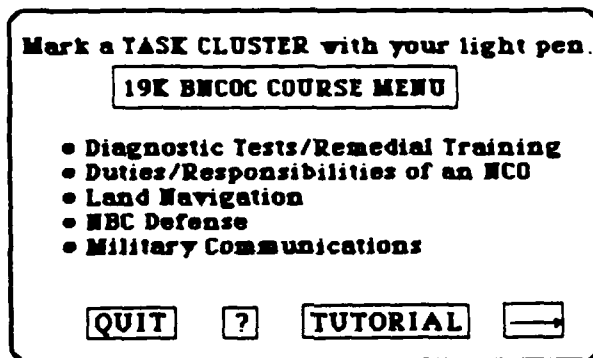 Mark a TASK CLUSTER with your light pen.
19K BNCOC COURSE MENU
• Diagnostic Tests/Remedial Training
• Duties/Responsibilities of an NCO
• Land Navigation
• NBC Defense
• Military Communications
QUIT ? TUTORIAL